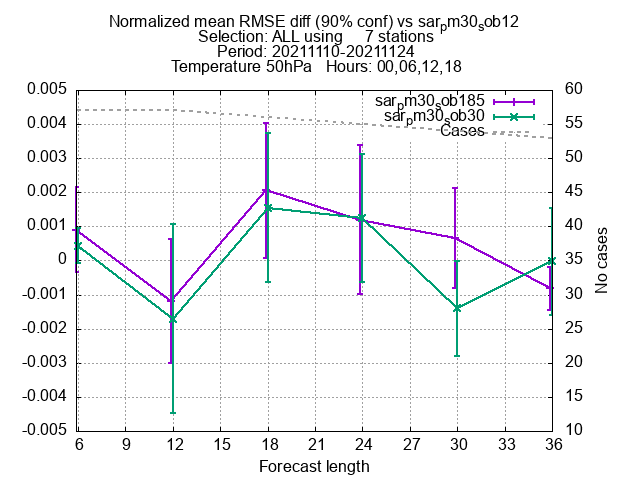 Normalized mean RMSE diff (90% conf) vs sarpm30sob12
Selection: ALL using 7 stations
Period: 20211110-20211124
Temperature 50hPa Hours: 00,06,12,18
sarpm30sob185
sarpm30sob30
Cases
0.005
0.004
0.003
0.002
0.001
0
-0.001
-0.002
-0.003
-0.004
-0.005
60
55
50
45
40
35
30
25
20
15
10
No cases
6 9 12 15 18 21 24 27 30 33 36
Forecast length